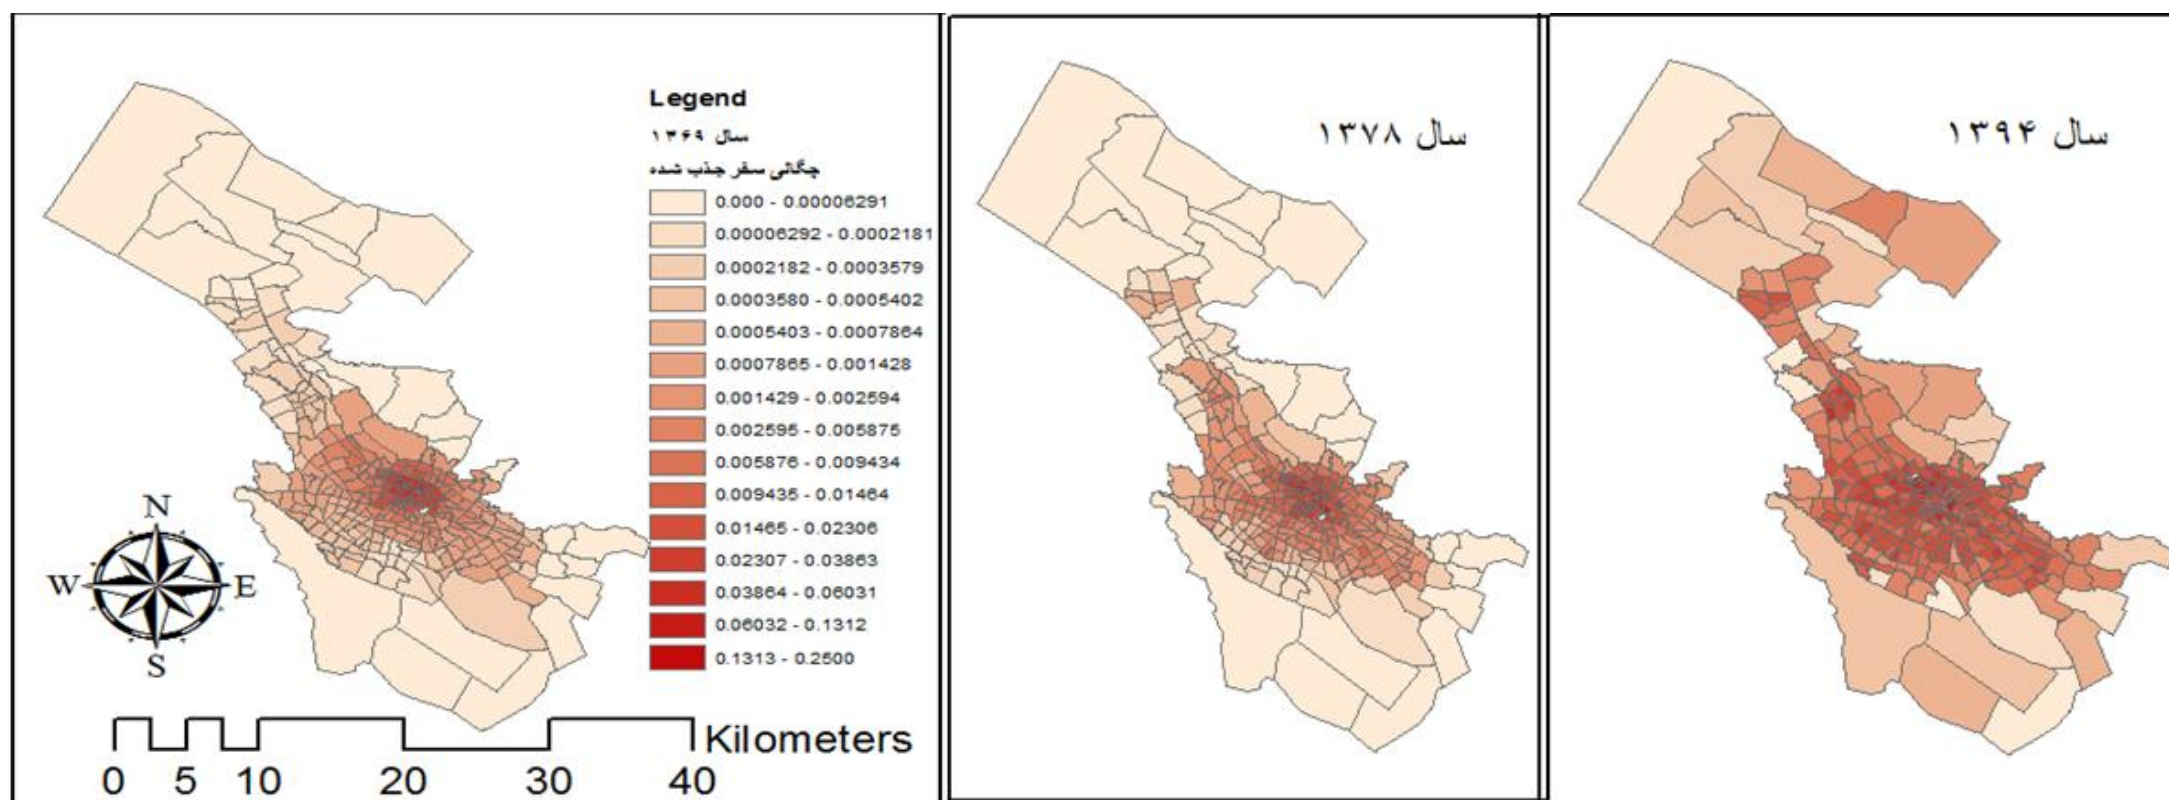 Legend
سال ۱۳۶۹
چگالی سفر جذب شده
0.000 - 0.00006291
0.00006292 - 0.0002181
0.0002182 - 0.0003579
0.0003580 - 0.0005402
0.0005403 - 0.0007864
0.0007865 - 0.001428
0.001429 - 0.002594
0.002595 - 0.005875
0.005876 - 0.009434
0.009435 - 0.01464
0.01465 - 0.02306
0.02307 - 0.03863
0.03864 - 0.06031
0.06032 - 0.1312
0.1313 - 0.2500
N
W E
S
Kilometers
0 5 10 20 30 40
سال ۱۳۷۸
سال ۱۳۹۴